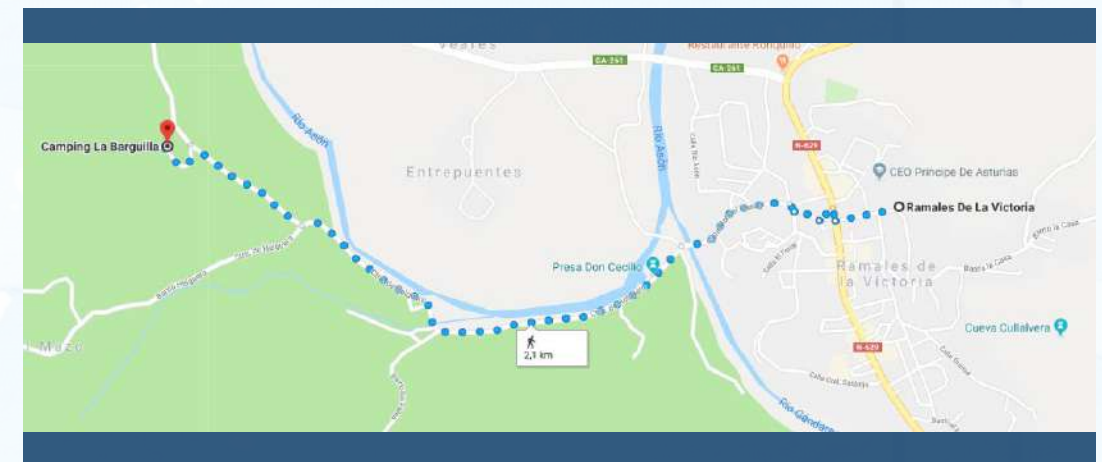 Veales
Restaurante Ronquillo
CA-261
CA-261
Río Asón
Río Asón
N-629
Camping La Barguilla
Entrepuentes
CEO Príncipe De Asturias
Ramales De La Victoria
Presa Don Cecilio
Ramales de
la Victoria
Cueva Cullalvera
Mazo
2,1 km
N-629
Río Gándara